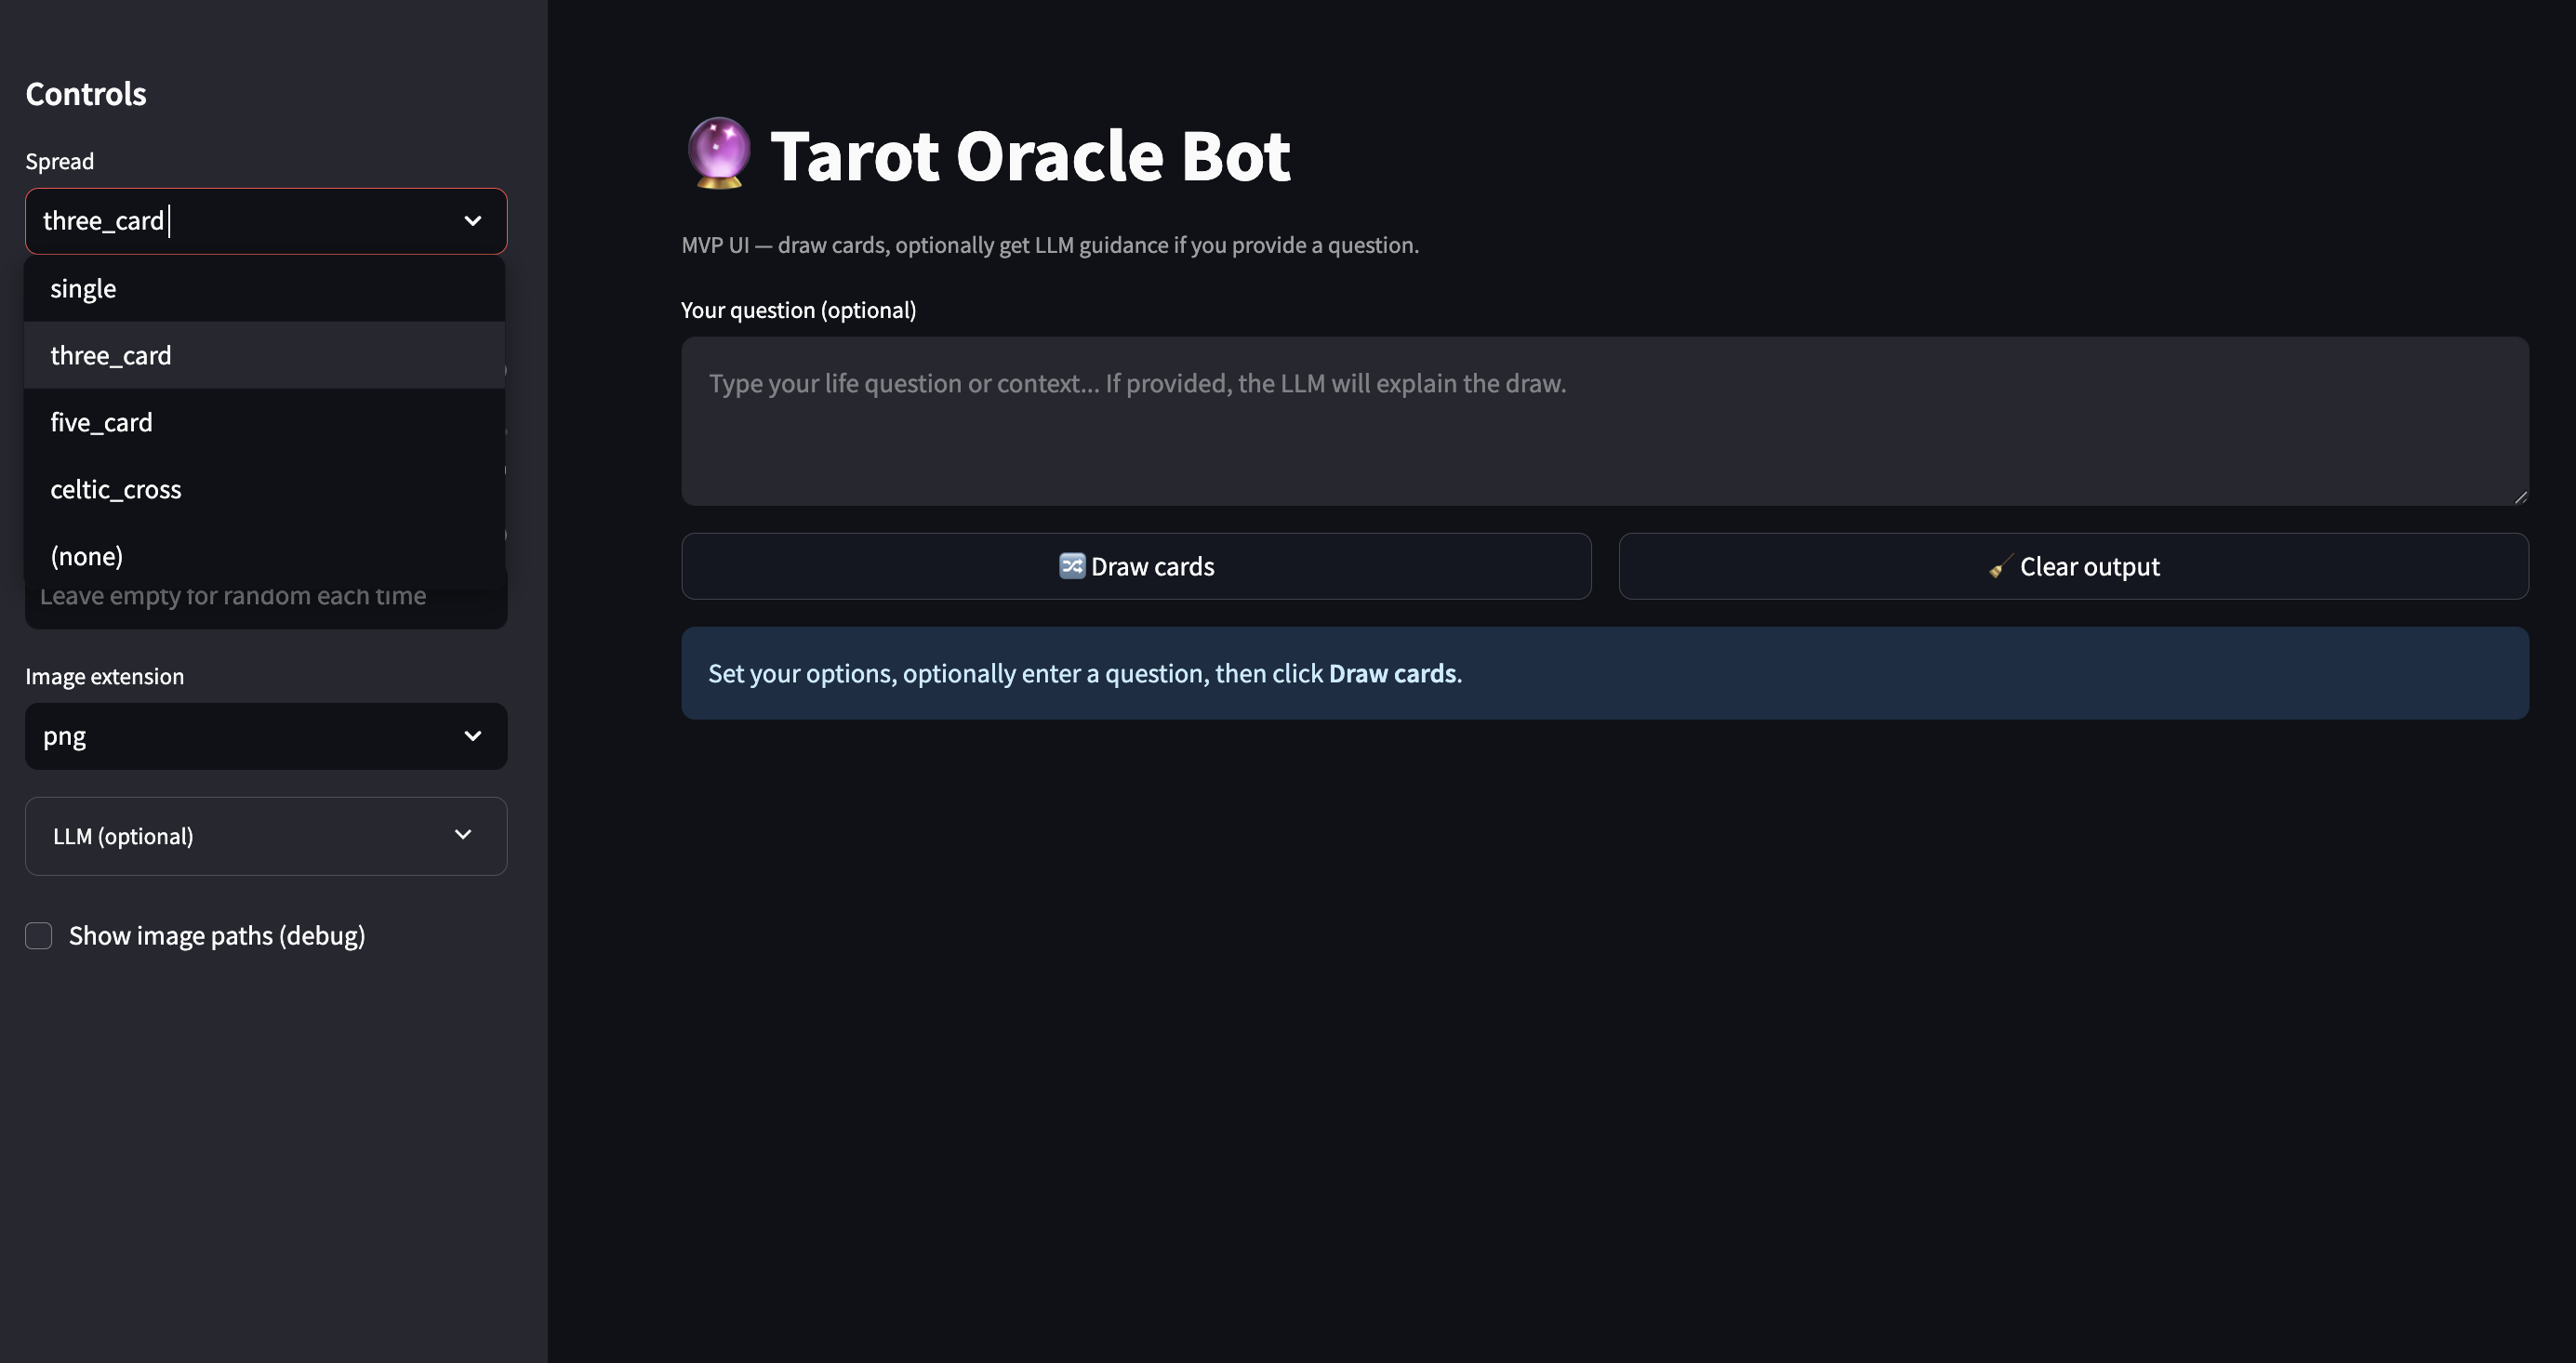 Controls
Spread
three_card
single
three_card
five_card
celtic_cross
(none)
Leave empty for random each time
Image extension
png
LLM (optional)
Show image paths (debug)
🔮 Tarot Oracle Bot
MVP UI — draw cards, optionally get LLM guidance if you provide a question.
Your question (optional)
Type your life question or context... If provided, the LLM will explain the draw.
🔀 Draw cards
🧹 Clear output
Set your options, optionally enter a question, then click Draw cards.